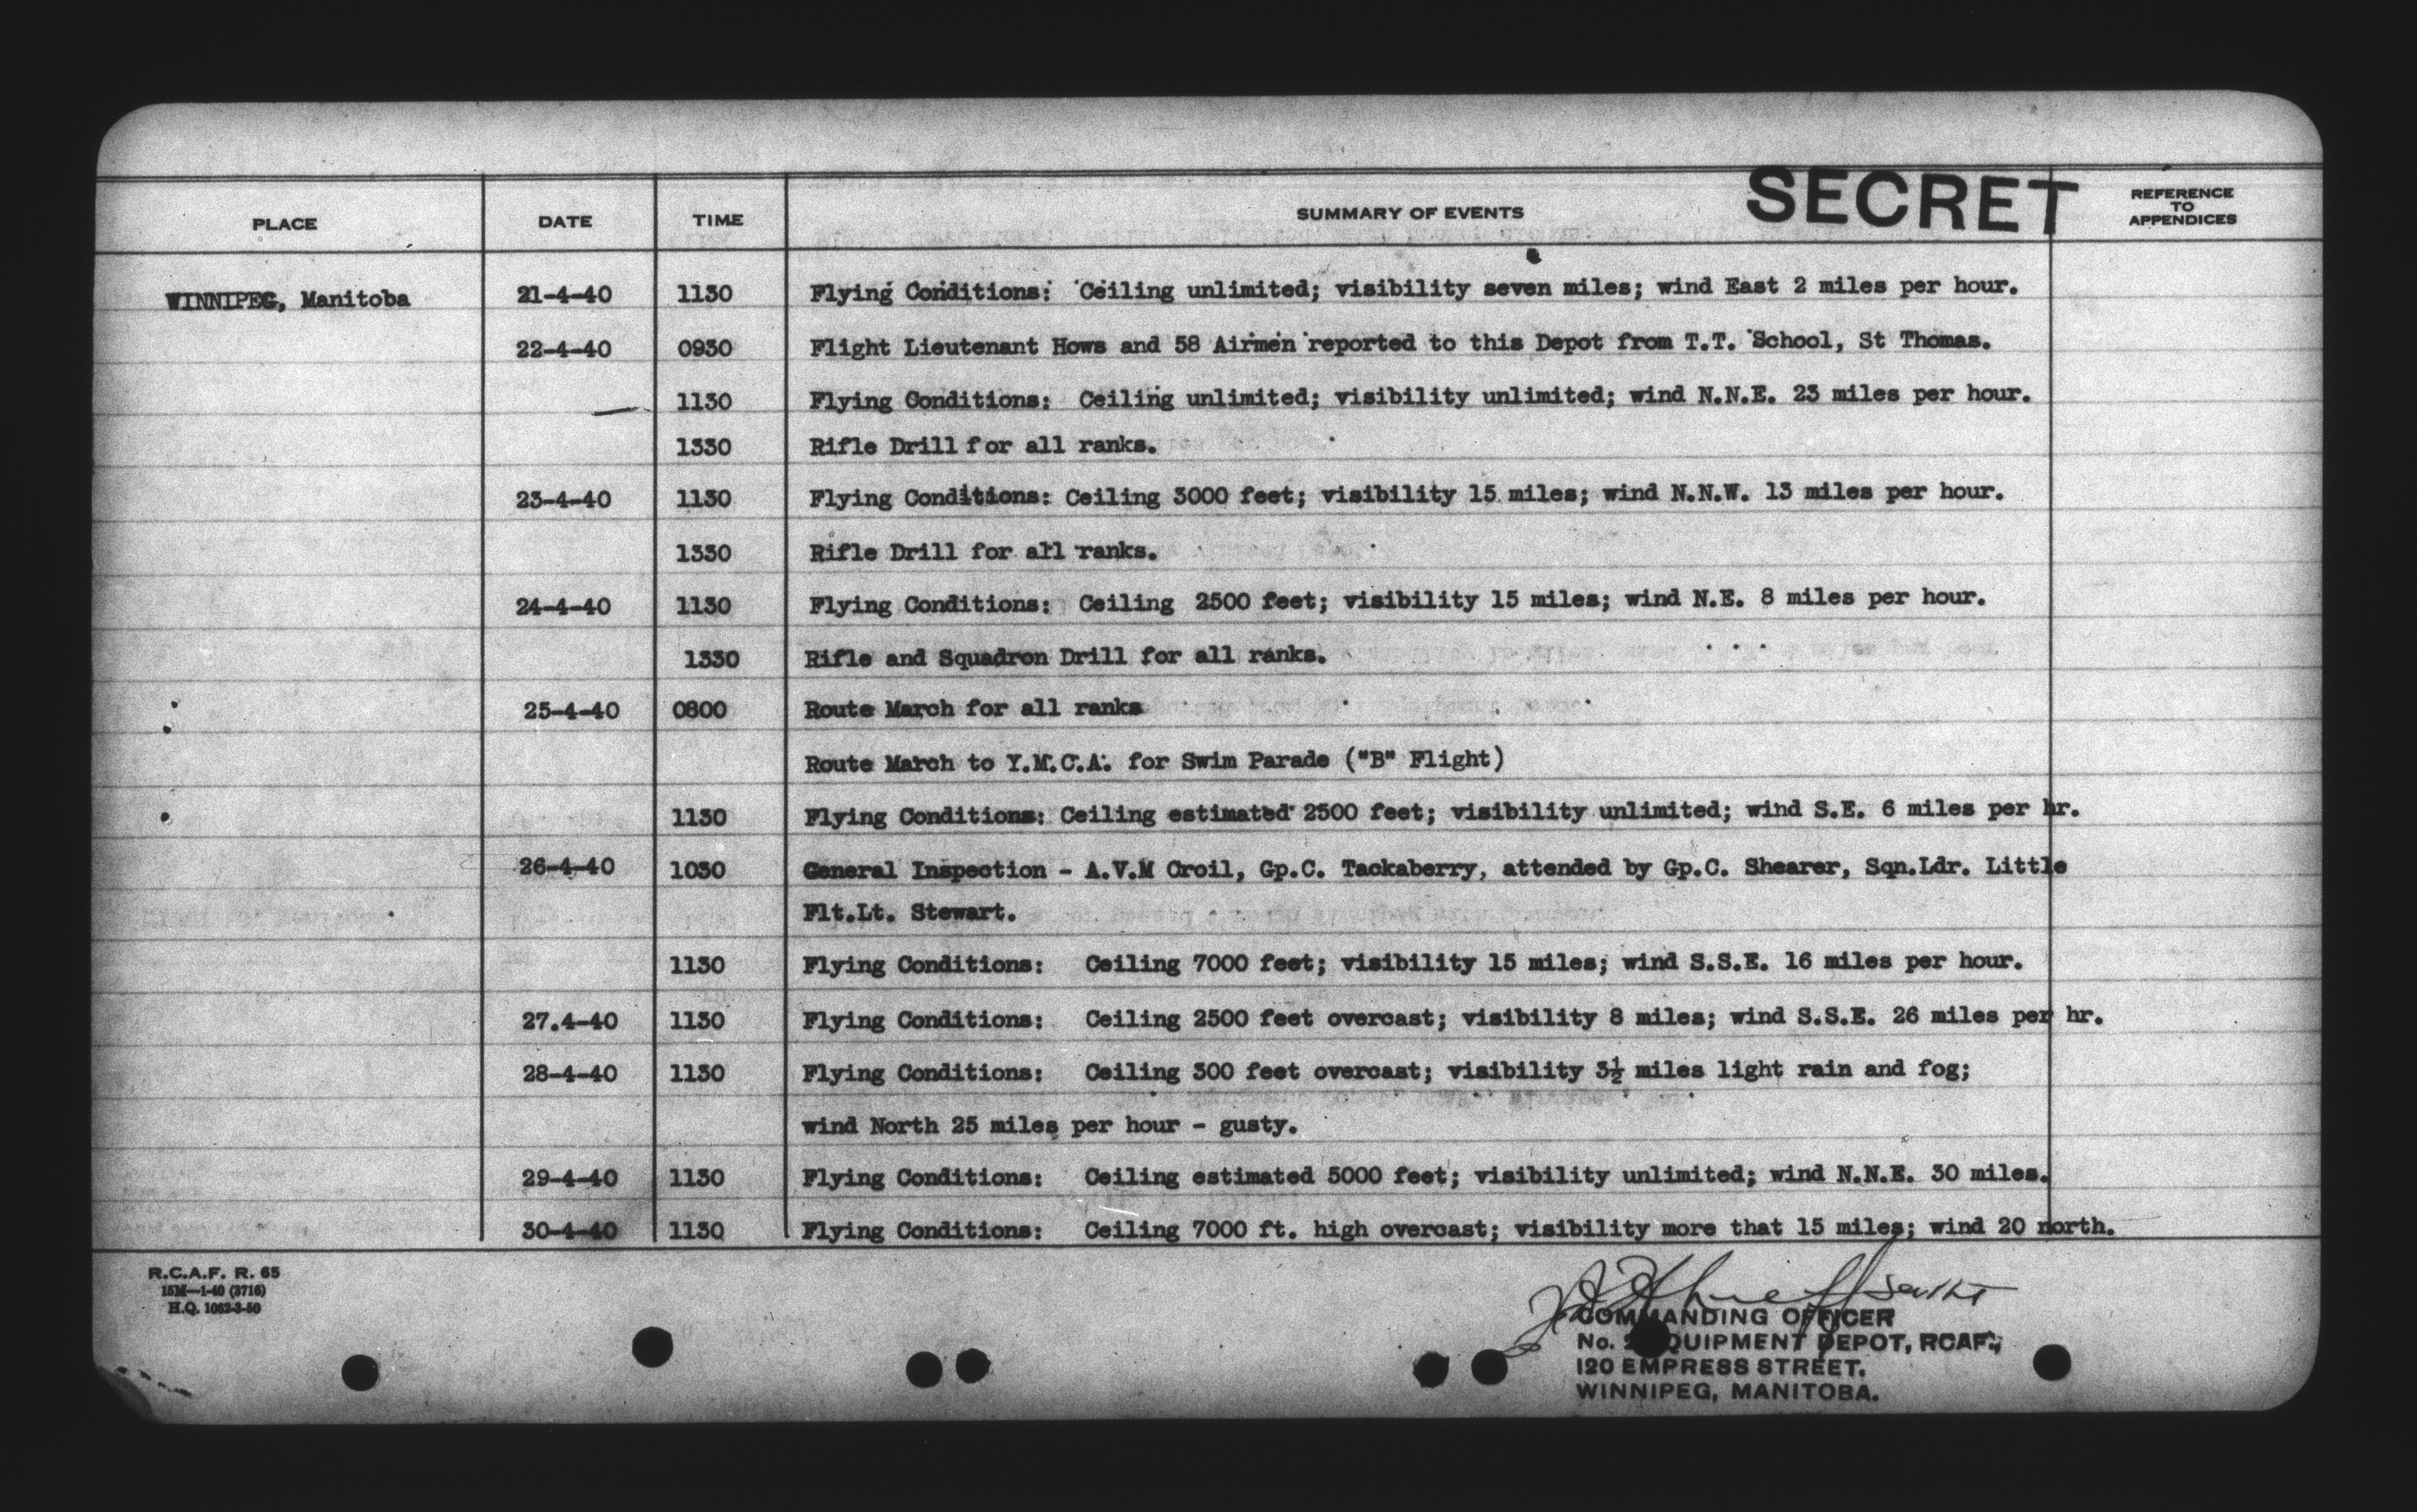 SECRET
PLACE DATE TIME SUMMARY OF EVENTS REFERENCE TO APPENDICES
WINNIPEG, Manitoba 21-4-40 1130 Flying Conditions: Ceiling unlimited; visibility seven miles; wind East 2 miles per hour.
22-4-40 0930 Flight Lieutenant Hows and 58 Airmen reported to this Depot from T.T. School, St Thomas.
1130 Flying Conditions: Ceiling unlimited; visibility unlimited; wind N.N.E. 23 miles per hour.
1330 Rifle Drill for all ranks.
23-4-40 1130 Flying Conditions: Ceiling 3000 feet; visibility 15 miles; wind N.N.W. 13 miles per hour.
1330 Rifle Drill for all ranks.
24-4-40 1130 Flying Conditions: Ceiling 2500 feet; visibility 15 miles; wind N.E. 8 miles per hour.
1330 Rifle and Squadron Drill for all ranks.
25-4-40 0800 Route March for all ranks
Route March to Y.M.C.A. for Swim Parade ("B" Flight)
1130 Flying Conditions: Ceiling estimated 2500 feet; visibility unlimited; wind S.E. 6 miles per hr.
26-4-40 1030 General Inspection - A.V.M Croil, Gp.C. Tackaberry, attended by Gp.C. Shearer, Sqn.Ldr. Little
Flt.Lt. Stewart.
1130 Flying Conditions: Ceiling 7000 feet; visibility 15 miles; wind S.S.E. 16 miles per hour.
27.4-40 1130 Flying Conditions: Ceiling 2500 feet overcast; visibility 8 miles; wind S.S.E. 26 miles per hr.
28-4-40 1130 Flying Conditions: Ceiling 300 feet overcast; visibility 3½ miles light rain and fog;
wind North 25 miles per hour - gusty.
29-4-40 1130 Flying Conditions: Ceiling estimated 5000 feet; visibility unlimited; wind N.N.E. 30 miles.
30-4-40 1130 Flying Conditions: Ceiling 7000 ft. high overcast; visibility more that 15 miles; wind 20 north.
R.C.A.F. R. 65
15M—1-40 (3716)
H.Q. 1062-3-50
COMMANDING OFFICER
No. EQUIPMENT DEPOT, RCAF,
120 EMPRESS STREET,
WINNIPEG, MANITOBA.